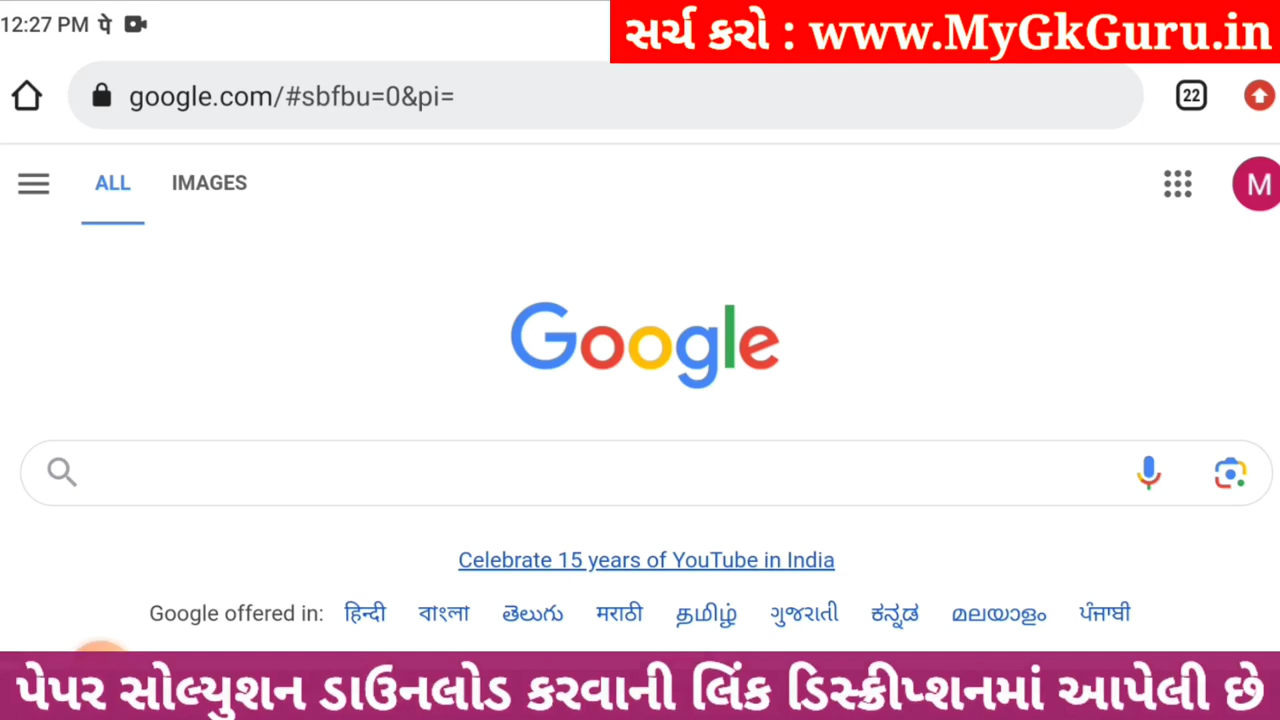 12:27 PM पे
સર્ચ કરો : www.MyGkGuru.in
google.com/#sbfbu=0&pi=
22
ALL IMAGES
M
Google
Celebrate 15 years of YouTube in India
Google offered in: हिन्दी বাংলা తెలుగు मराठी தமிழ் ગુજરાતી ಕನ್ನಡ മലയാളം ਪੰਜਾਬੀ
પેપર સોલ્યુશન ડાઉનલોડ કરવાની લિંક ડિસ્ક્રીપ્શનમાં આપેલી છે